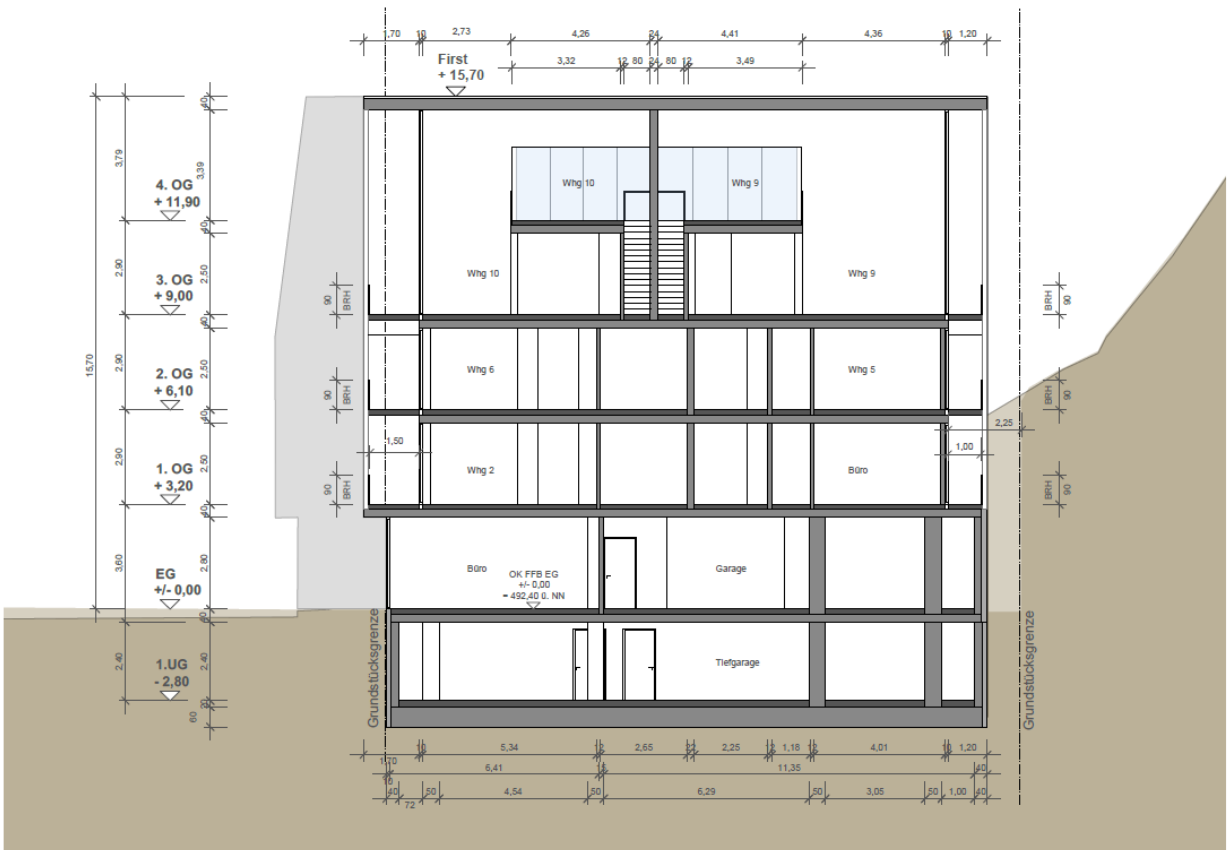 1,70 10 2,73 4,26 24 4,41 4,36 10 1,20
3,32 12 80 24 80 12 3,49
First
+ 15,70
40
3,79
3,39
4. OG
+ 11,90
Whg 10
Whg 9
40
2,90
2,50
3. OG
+ 9,00
Whg 10
Whg 9
90
BRH
BRH
90
40
15,70
2,90
2,50
2. OG
+ 6,10
Whg 6
Whg 5
90
BRH
BRH
90
40
2,25
1,50
1,00
2,90
2,50
1. OG
+ 3,20
Whg 2
Büro
90
BRH
BRH
90
40
3,60
2,80
EG
+/- 0,00
Büro
OK FFB EG
+/- 0,00
= 492,40 ü. NN
Garage
2,40
2,40
1.UG
- 2,80
Tiefgarage
20
60
Grundstücksgrenze
Grundstücksgrenze
1,70 10 5,34 12 2,65 22 2,25 12 1,18 12 4,01 10 1,20
10 6,41 15 11,35 40
40 72 50 4,54 50 6,29 50 3,05 50 1,00 40